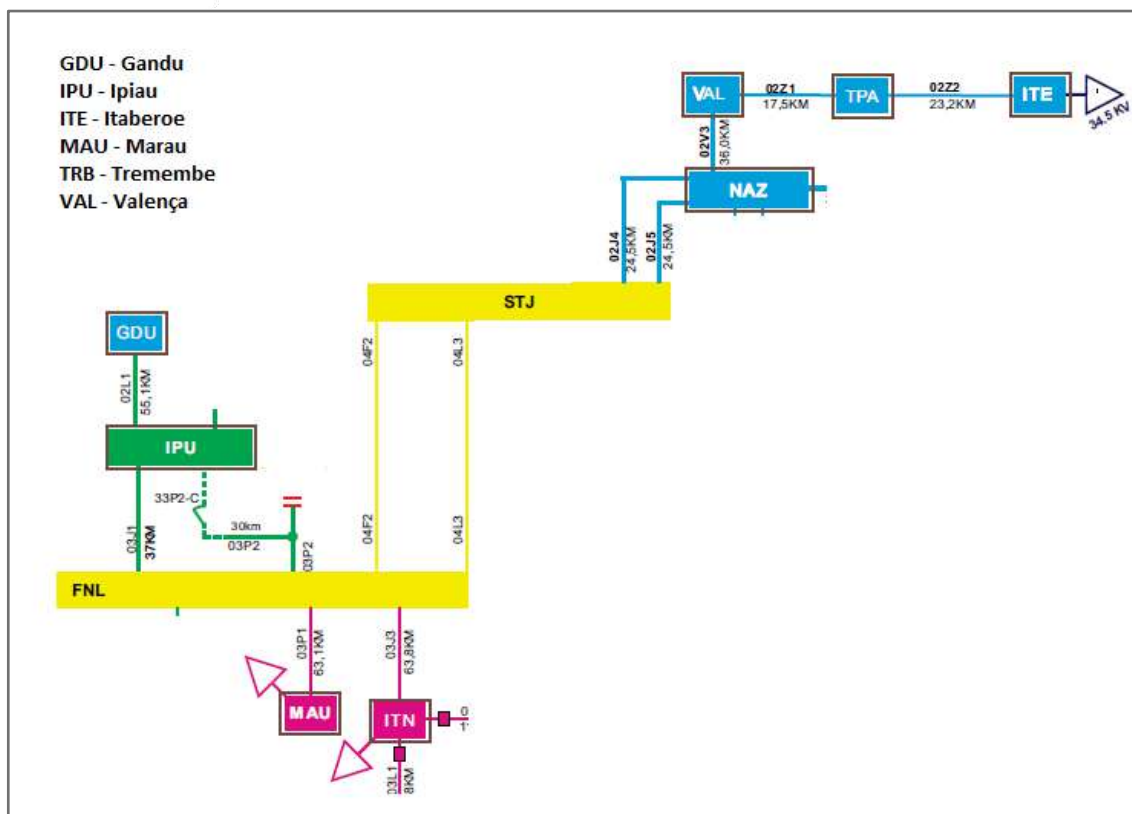 GDU - Gandu
IPU - Ipiau
ITE - Itaberoe
MAU - Marau
TRB - Tremembe
VAL - Valença
VAL
02Z1
17,5KM
TPA
02Z2
23,2KM
ITE
34,5 KV
02V3
36,0KM
NAZ
02J4
24,5KM
02J5
24,5KM
STJ
GDU
02L1
55,1KM
04F2
04L3
IPU
33P2-C
30km
03P2
03J1
37KM
03P2
04F2
04L3
FNL
03P1
63,1KM
03J3
63,8KM
MAU
ITN
03L1
8KM